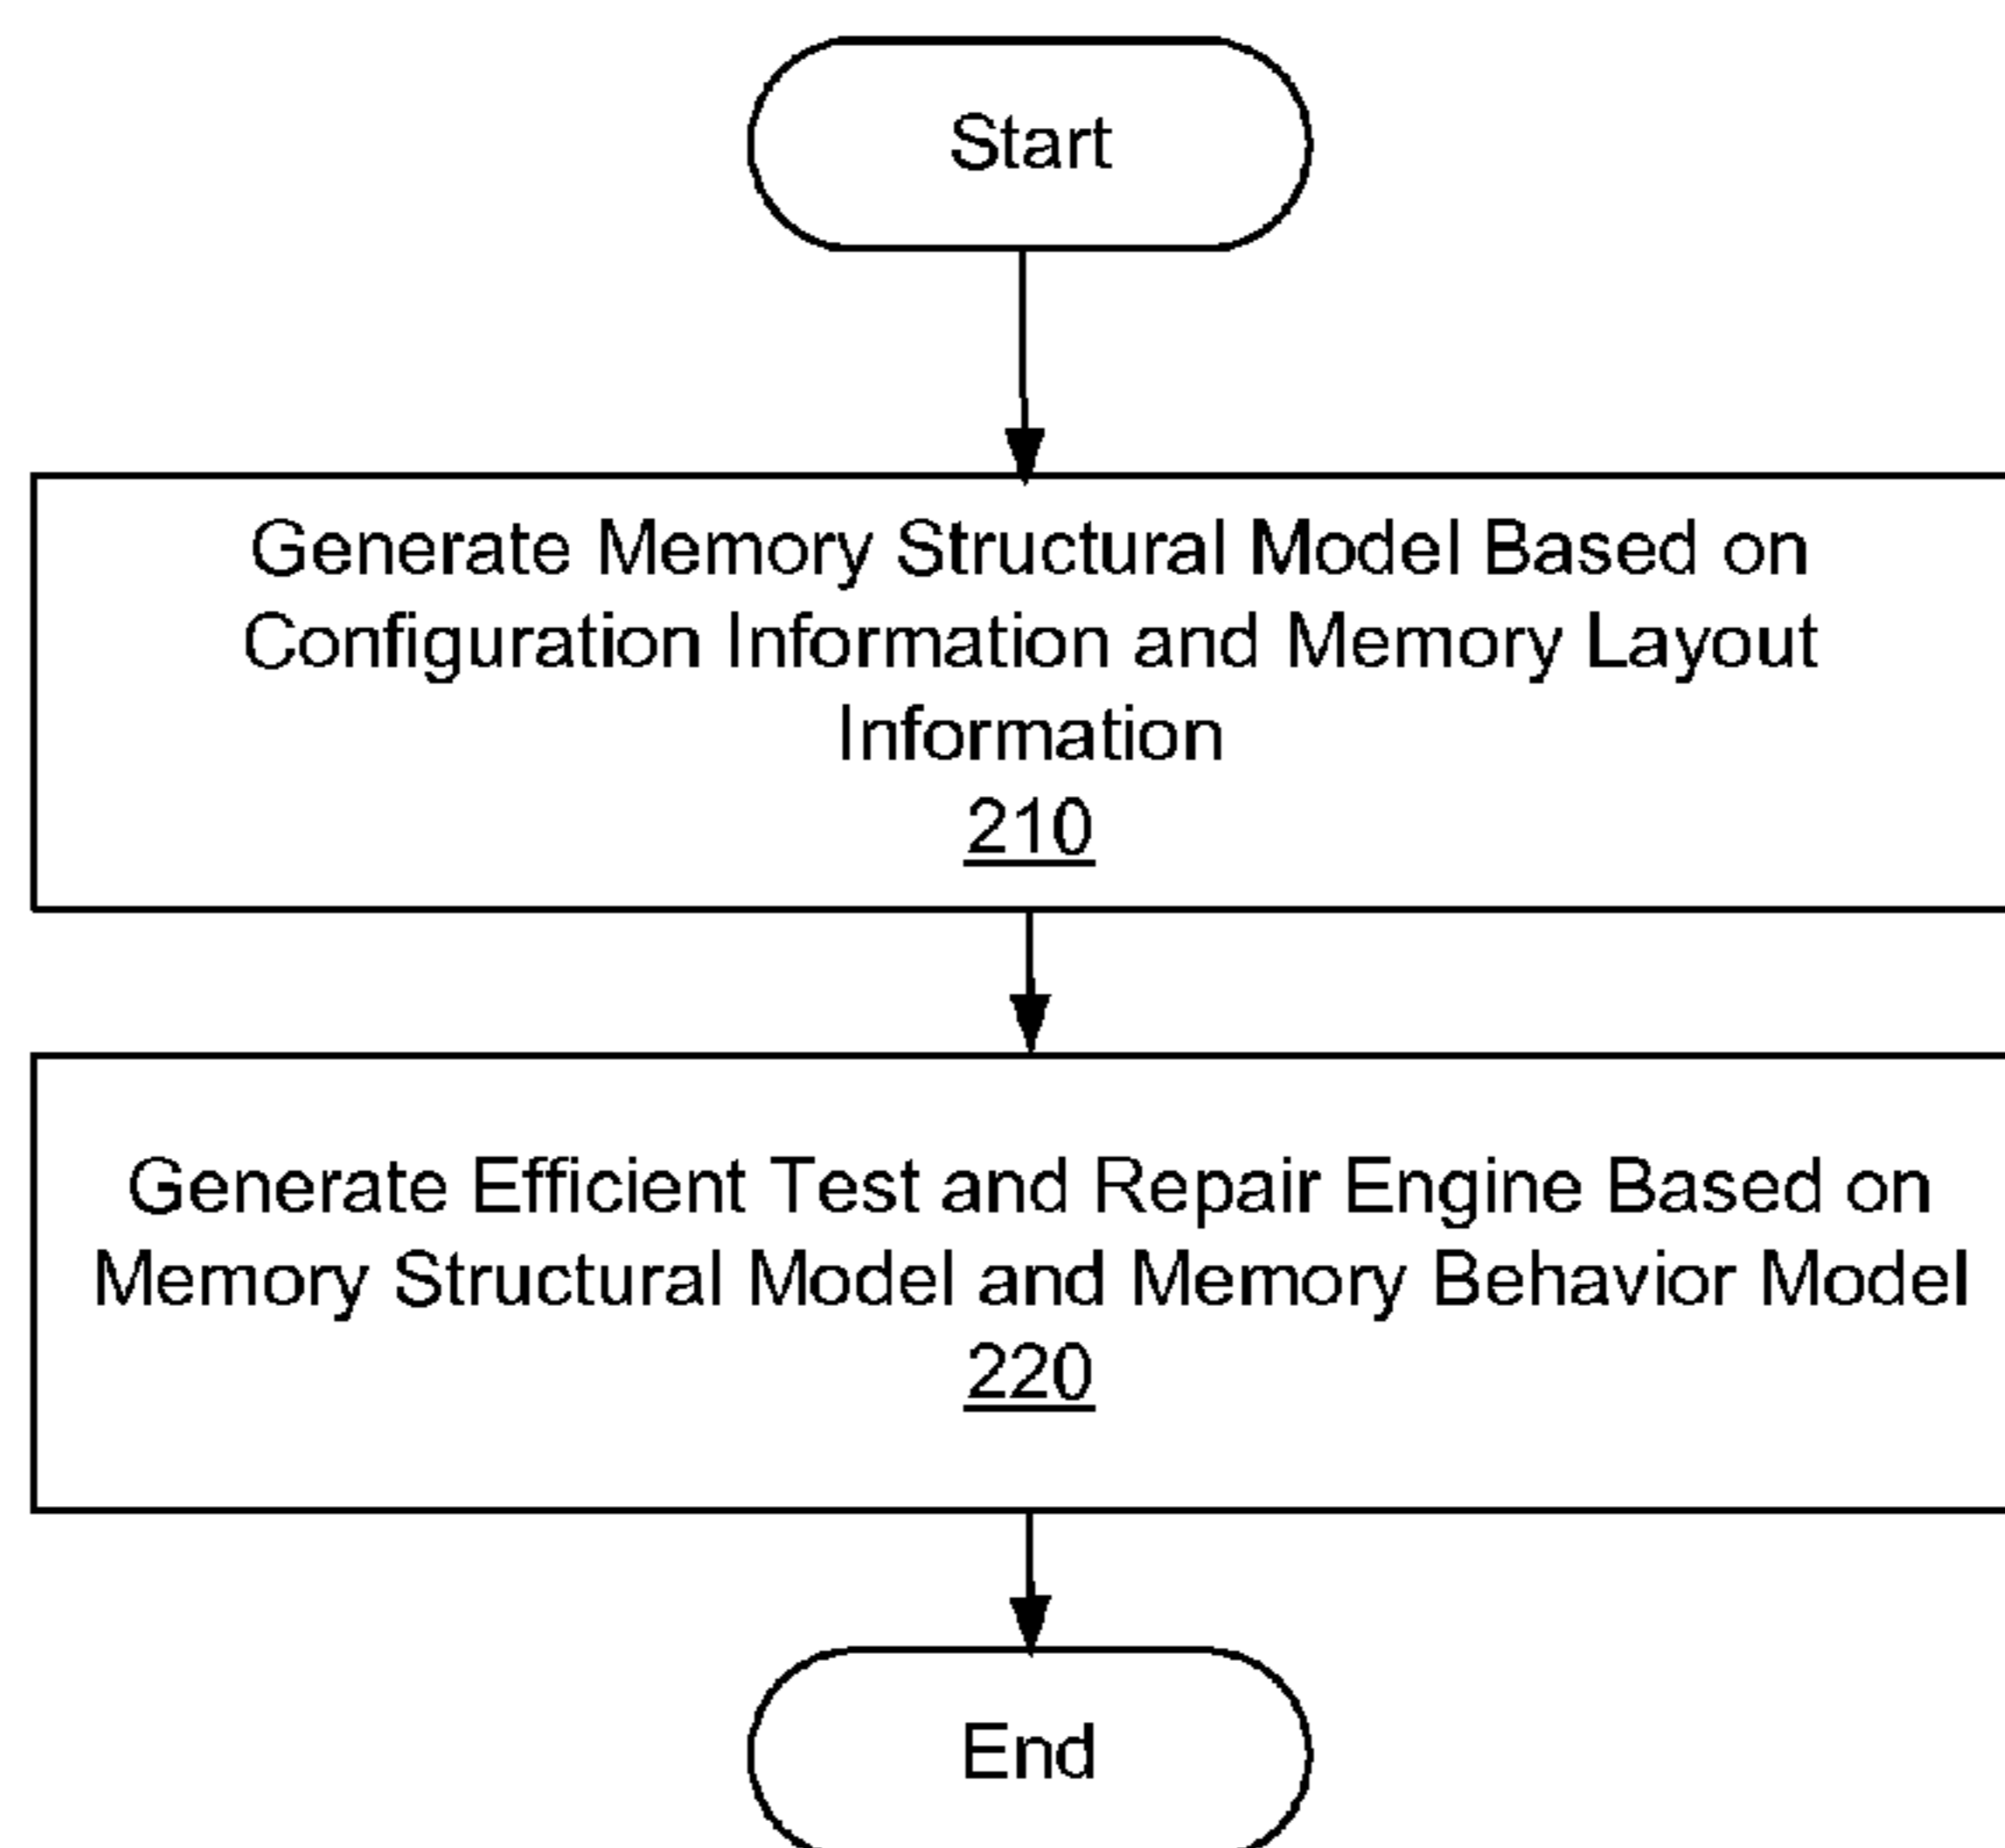 Start
Generate Memory Structural Model Based on
Configuration Information and Memory Layout
Information
210
Generate Efficient Test and Repair Engine Based on
Memory Structural Model and Memory Behavior Model
220
End